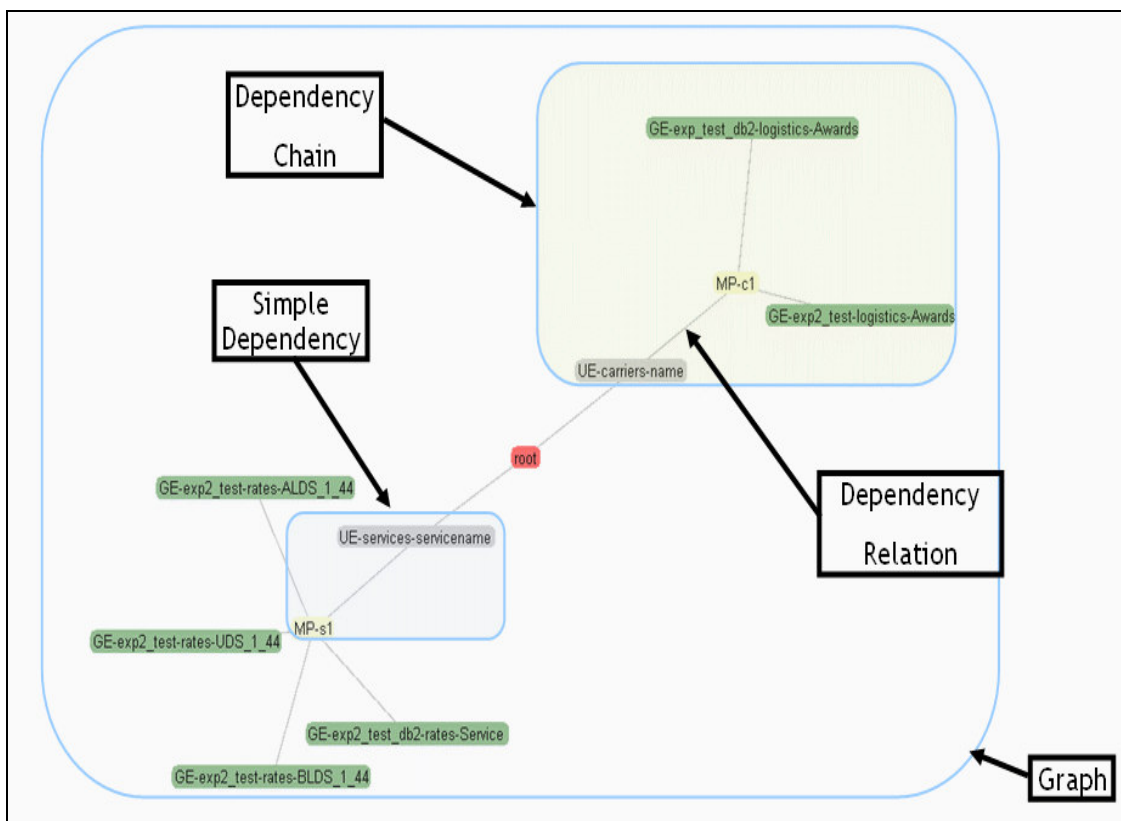 Dependency
Chain
GE-exp_test_db2-logistics-Awards
MP-c1
Simple
Dependency
GE-exp2_test-logistics-Awards
UE-carriers-name
root
GE-exp2_test-rates-ALDS_1_44
Dependency
Relation
UE-services-servicename
MP-s1
GE-exp2_test-rates-UDS_1_44
GE-exp2_test_db2-rates-Service
GE-exp2_test-rates-BLDS_1_44
Graph